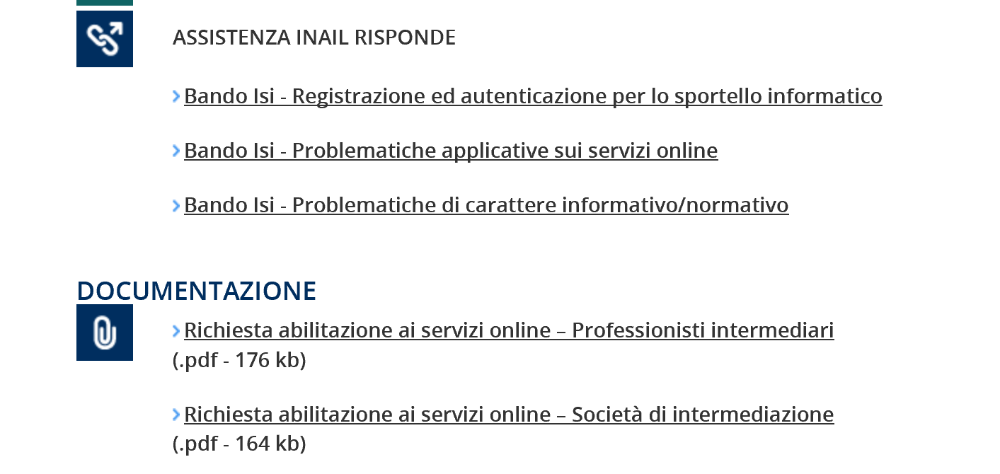 ASSISTENZA INAIL RISPONDE
Bando Isi - Registrazione ed autenticazione per lo sportello informatico
Bando Isi - Problematiche applicative sui servizi online
Bando Isi - Problematiche di carattere informativo/normativo
DOCUMENTAZIONE
Richiesta abilitazione ai servizi online – Professionisti intermediari
(.pdf - 176 kb)
Richiesta abilitazione ai servizi online – Società di intermediazione
(.pdf - 164 kb)